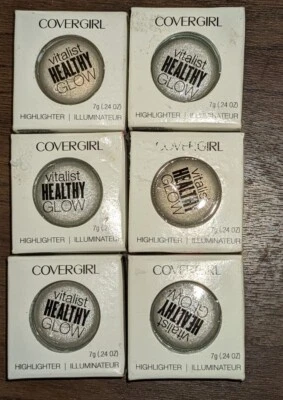 COVERGIRL
vitalist
HEALTHY
GLOW
7g (.24 OZ)
HIGHLIGHTER | ILLUMINATEUR
COVERGIRL
vitalist
HEALTHY
GLOW
7g (.24 OZ)
HIGHLIGHTER | ILLUMINATEUR
COVERGIRL
vitalist
HEALTHY
GLOW
7g (.2
HIGHLIGHTER | ILLUMINATEUR
COVERGIRL
vitalist
HEALTHY
GLOW
7g (.24 OZ)
HIGHLIGHTER | ILLUMINATEUR
COVERGIRL
vitalist
HEALTHY
GLOW
7g (.24 OZ)
HIGHLIGHTER | ILLUMINATEUR
COVERGIRL
vitalist
HEALTHY
GLOW
7g (.24 OZ)
HIGHLIGHTER | ILLUMINATEUR